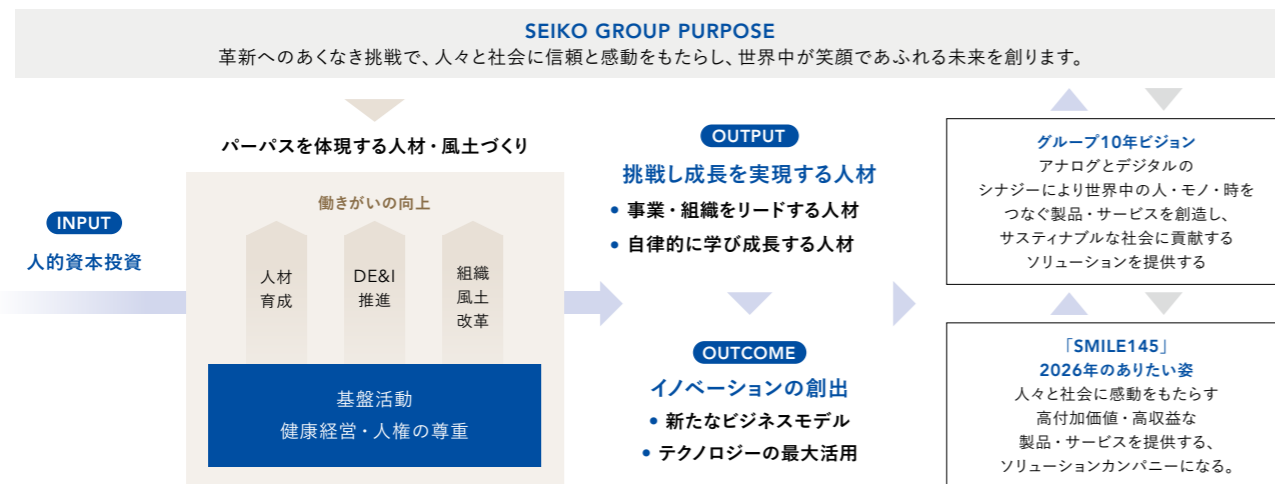 SEIKO GROUP PURPOSE
革新へのあくなき挑戦で、人々と社会に信頼と感動をもたらし、世界中が笑顔であふれる未来を創ります。
パーパスを体現する人材・風土づくり
INPUT
人的資本投資
働きがいの向上
人材
育成
DE&I
推進
組織
風土
改革
基盤活動
健康経営・人権の尊重
OUTPUT
挑戦し成長を実現する人材
• 事業・組織をリードする人材
• 自律的に学び成長する人材
OUTCOME
イノベーションの創出
• 新たなビジネスモデル
• テクノロジーの最大活用
グループ10年ビジョン
アナログとデジタルの
シナジーにより世界中の人・モノ・時を
つなぐ製品・サービスを創造し、
サスティナブルな社会に貢献する
ソリューションを提供する
「SMILE145」
2026年のありたい姿
人々と社会に感動をもたらす
高付加価値・高収益な
製品・サービスを提供する、
ソリューションカンパニーになる。